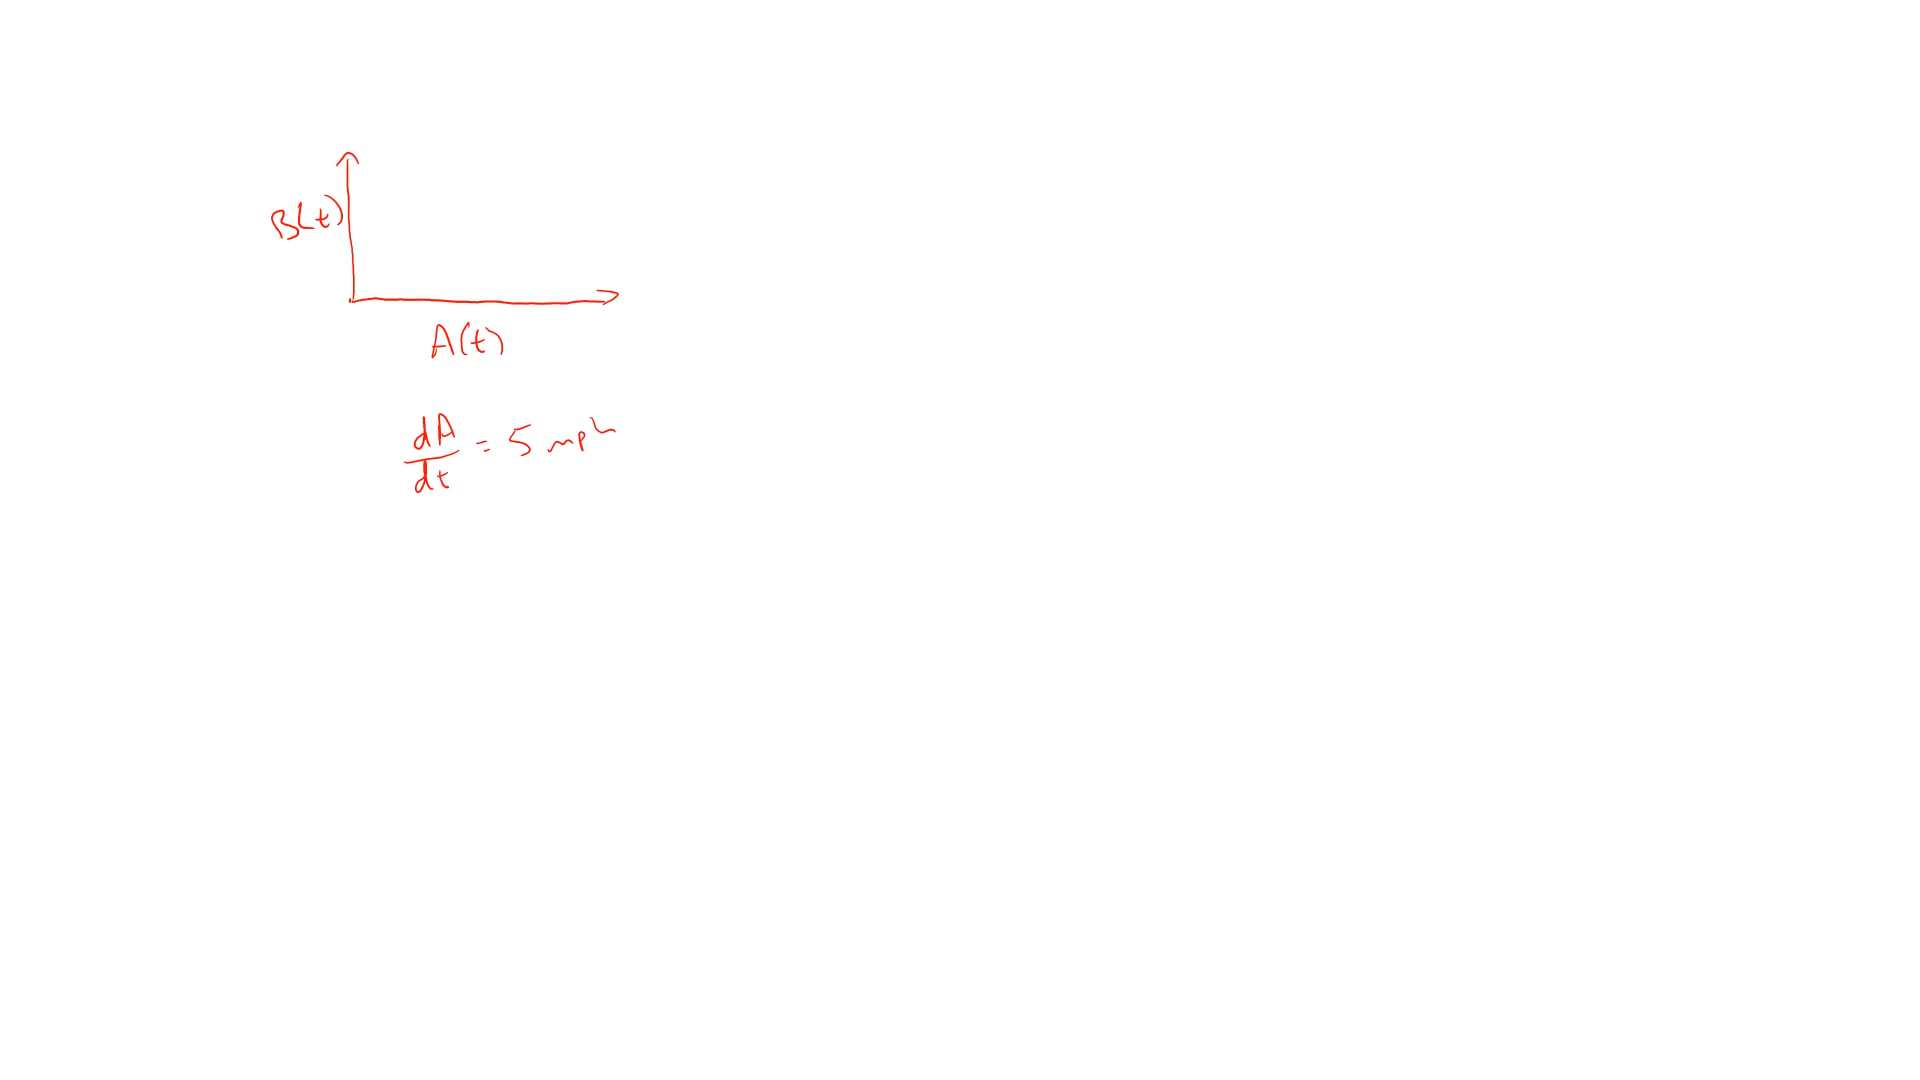 B(t)
A(t)
dA/dt = 5 mph